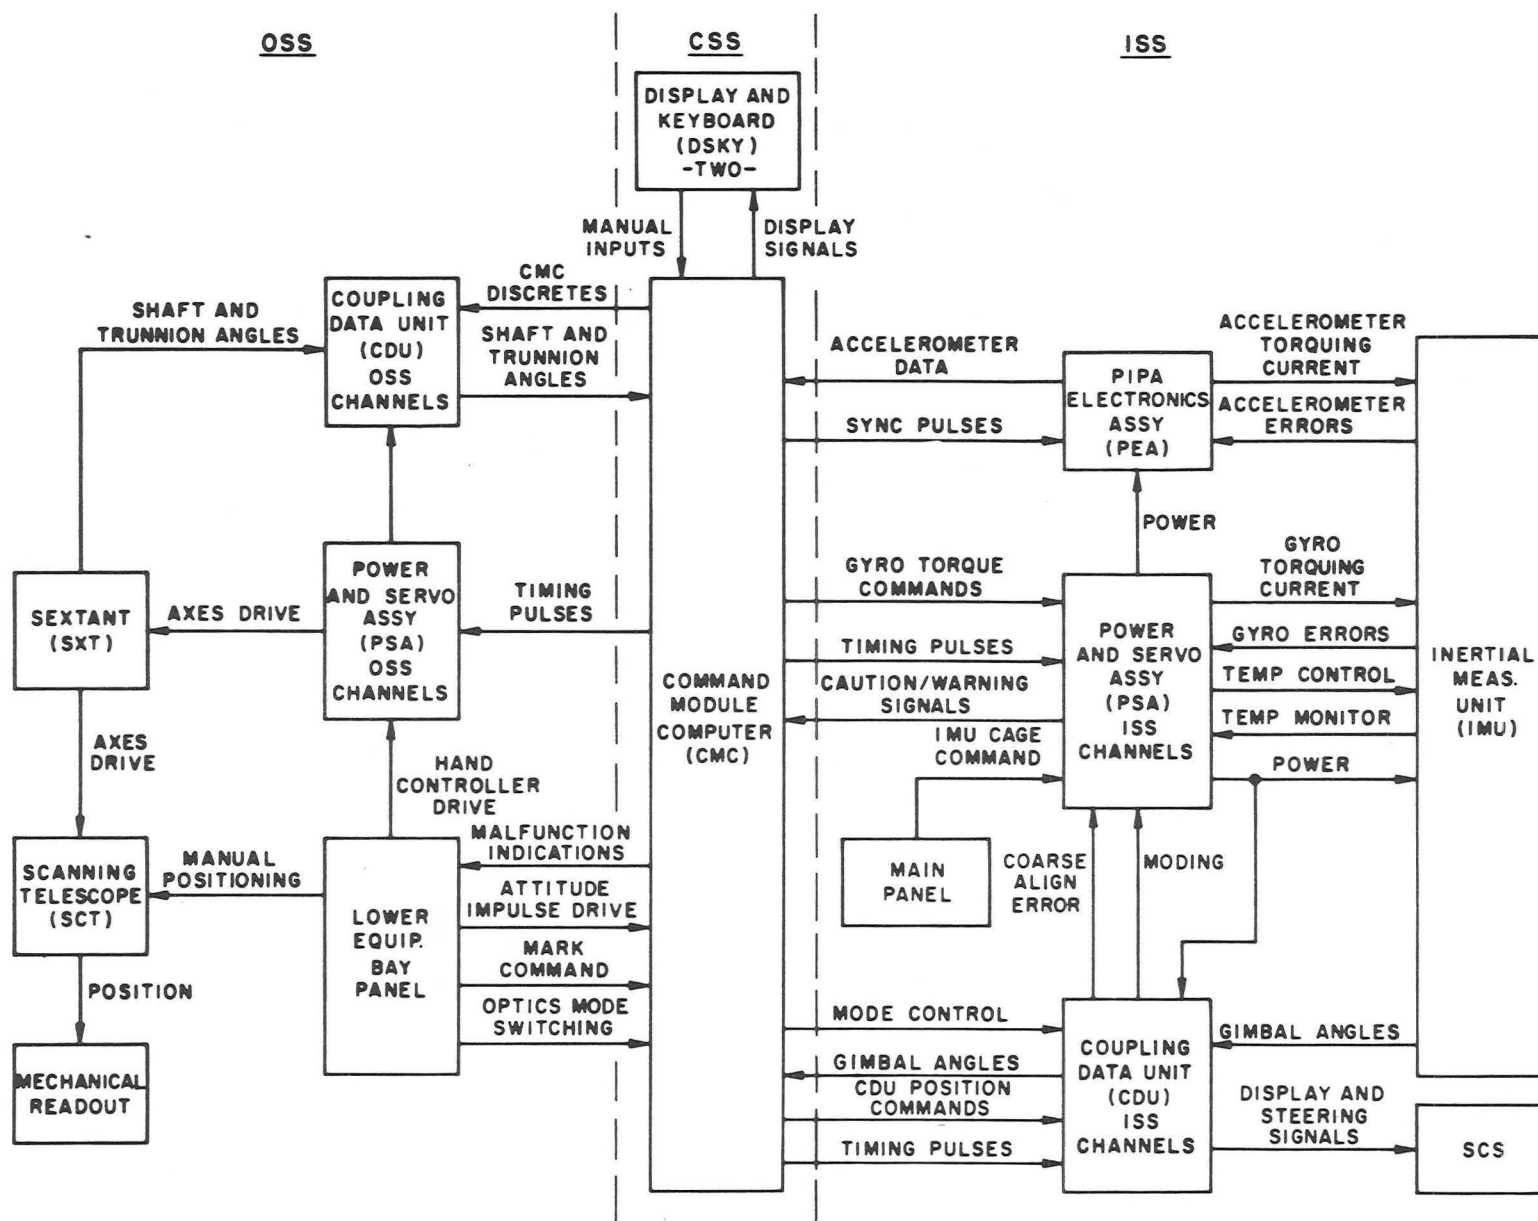 OSS
CSS
ISS
DISPLAY AND
KEYBOARD
(DSKY)
-TWO-
MANUAL
INPUTS
DISPLAY
SIGNALS
SHAFT AND
TRUNNION ANGLES
COUPLING
DATA UNIT
(CDU)
OSS
CHANNELS
CMC
DISCRETES
SHAFT AND
TRUNNION
ANGLES
ACCELEROMETER
DATA
SYNC PULSES
PIPA
ELECTRONICS
ASSY
(PEA)
ACCELEROMETER
TORQUING
CURRENT
ACCELEROMETER
ERRORS
POWER
SEXTANT
(SXT)
AXES DRIVE
POWER
AND SERVO
ASSY
(PSA)
OSS
CHANNELS
TIMING
PULSES
COMMAND
MODULE
COMPUTER
(CMC)
GYRO TORQUE
COMMANDS
TIMING PULSES
CAUTION/WARNING
SIGNALS
IMU CAGE
COMMAND
POWER
AND SERVO
ASSY
(PSA)
ISS
CHANNELS
GYRO
TORQUING
CURRENT
GYRO ERRORS
TEMP CONTROL
TEMP MONITOR
POWER
INERTIAL
MEAS.
UNIT
(IMU)
AXES
DRIVE
HAND
CONTROLLER
DRIVE
SCANNING
TELESCOPE
(SCT)
MANUAL
POSITIONING
LOWER
EQUIP.
BAY
PANEL
MALFUNCTION
INDICATIONS
ATTITUDE
IMPULSE DRIVE
MARK
COMMAND
OPTICS MODE
SWITCHING
MAIN
PANEL
COARSE
ALIGN
ERROR
MODING
POSITION
MECHANICAL
READOUT
MODE CONTROL
GIMBAL ANGLES
CDU POSITION
COMMANDS
TIMING PULSES
COUPLING
DATA UNIT
(CDU)
ISS
CHANNELS
GIMBAL ANGLES
DISPLAY AND
STEERING
SIGNALS
SCS